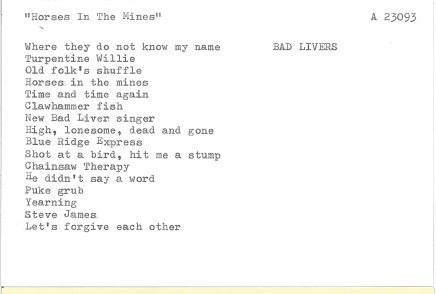 "Horses In The Mines" A 23093
Where they do not know my name BAD LIVERS
Turpentine Willie
Old folk's shuffle
Horses in the mines
Time and time again
Clawhammer fish
New Bad Liver singer
High, lonesome, dead and gone
Blue Ridge Express
Shot at a bird, hit me a stump
Chainsaw Therapy
He didn't say a word
Puke grub
Yearning
Steve James
Let's forgive each other